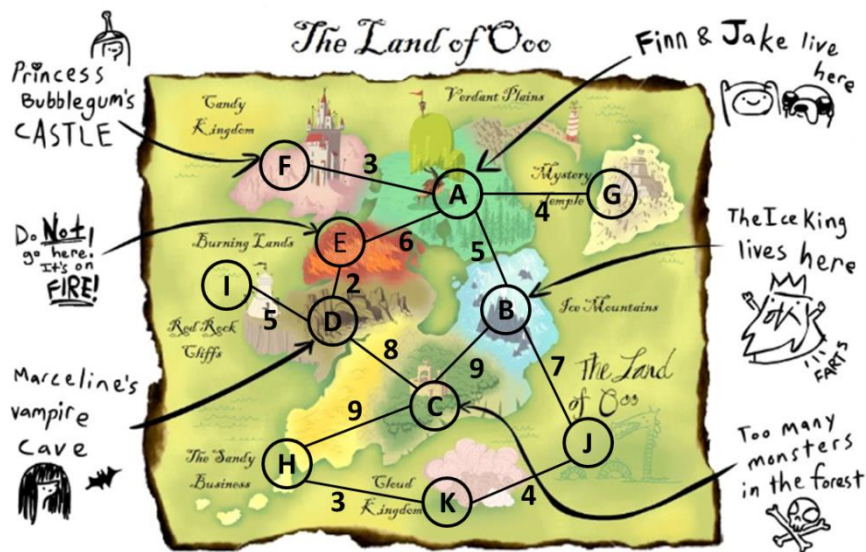 The Land of Ooo
Finn & Jake live
here
Princess
Bubblegum's
CASTLE
Candy
Kingdom
Verdant Plains
F
3
A
Mystery
Temple
G
4
Do Not
go here.
It's on
FIRE!
Burning Lands
E
6
5
The Ice King
lives here
I
2
B
Ice Mountains
Red Rock
Cliffs
5
D
8
9
7
FARTS
The Land
of Ooo
Marceline's
vampire
cave
9
C
J
Too many
monsters
in the forest
The Sandy
Business
H
Cloud
Kingdom
3
K
4